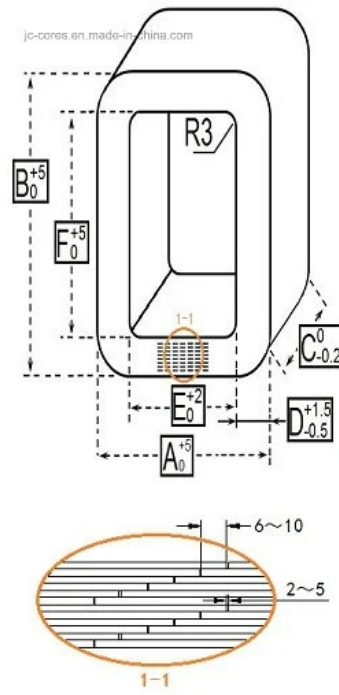 jc-cores.en.made-in-china.com
R3
B +5 0
F +5 0
1-1
C 0 -0.2
E +2 0
D +1.5 -0.5
A +5 0
6～10
2～5
1-1